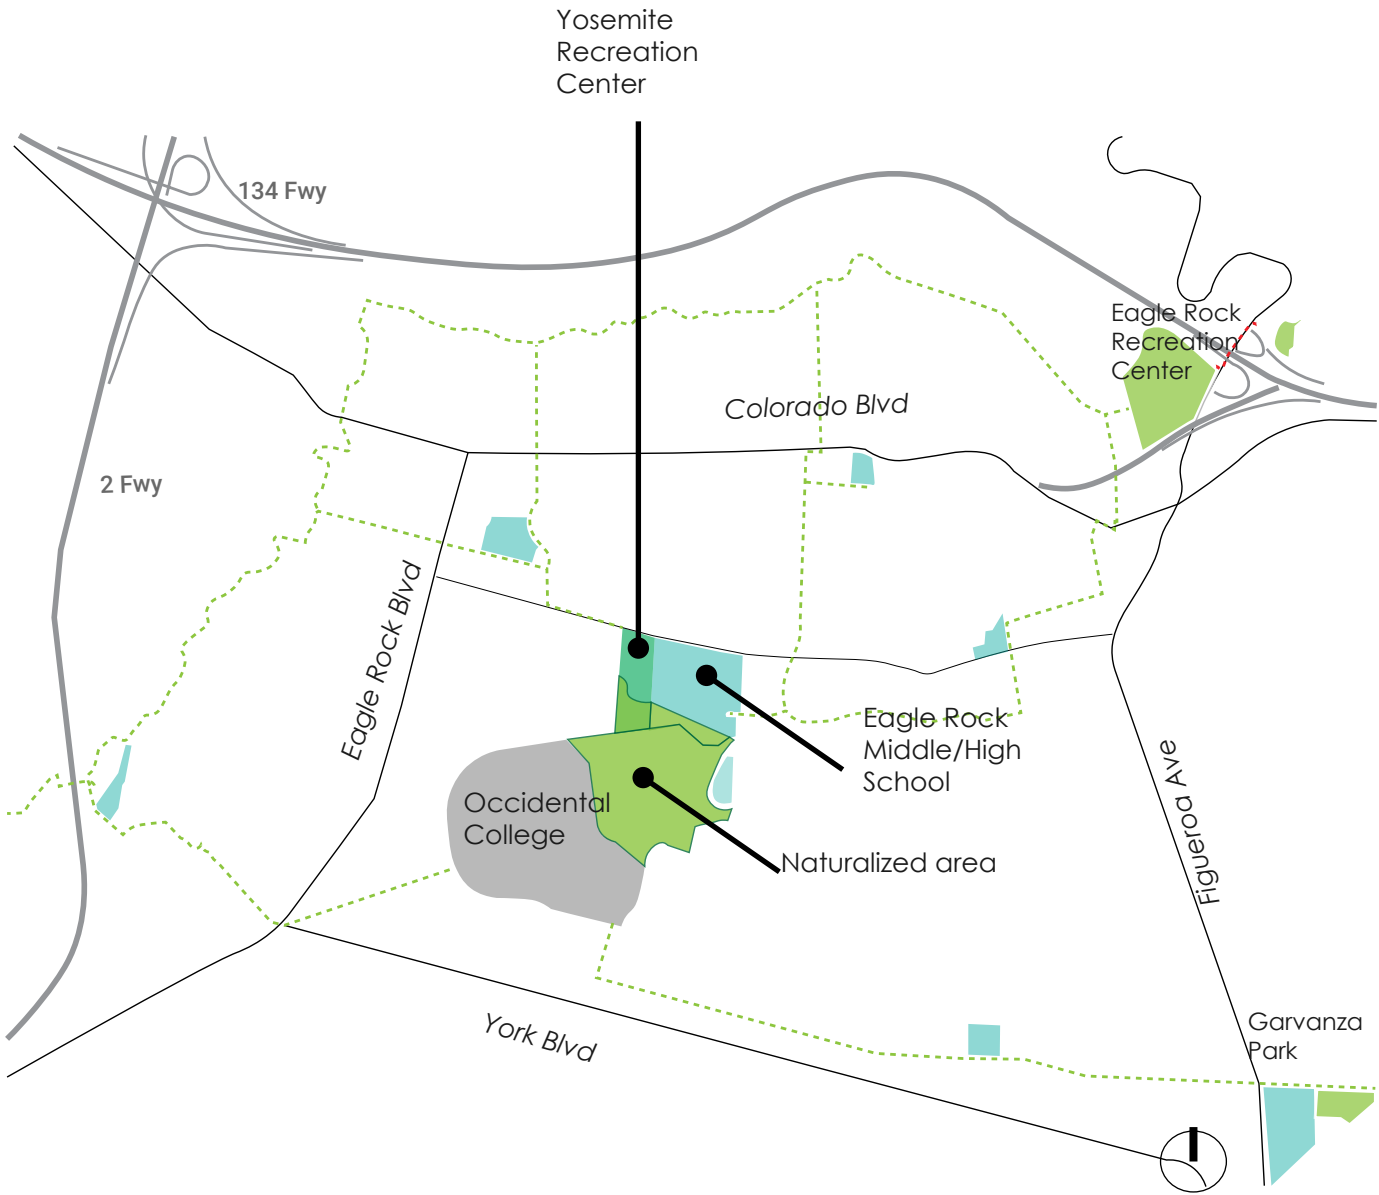 Yosemite
Recreation
Center
134 Fwy
Eagle Rock
Recreation
Center
Colorado Blvd
2 Fwy
Eagle Rock Blvd
Eagle Rock
Middle/High
School
Occidental
College
Naturalized area
Figueroa Ave
York Blvd
Garvanza
Park